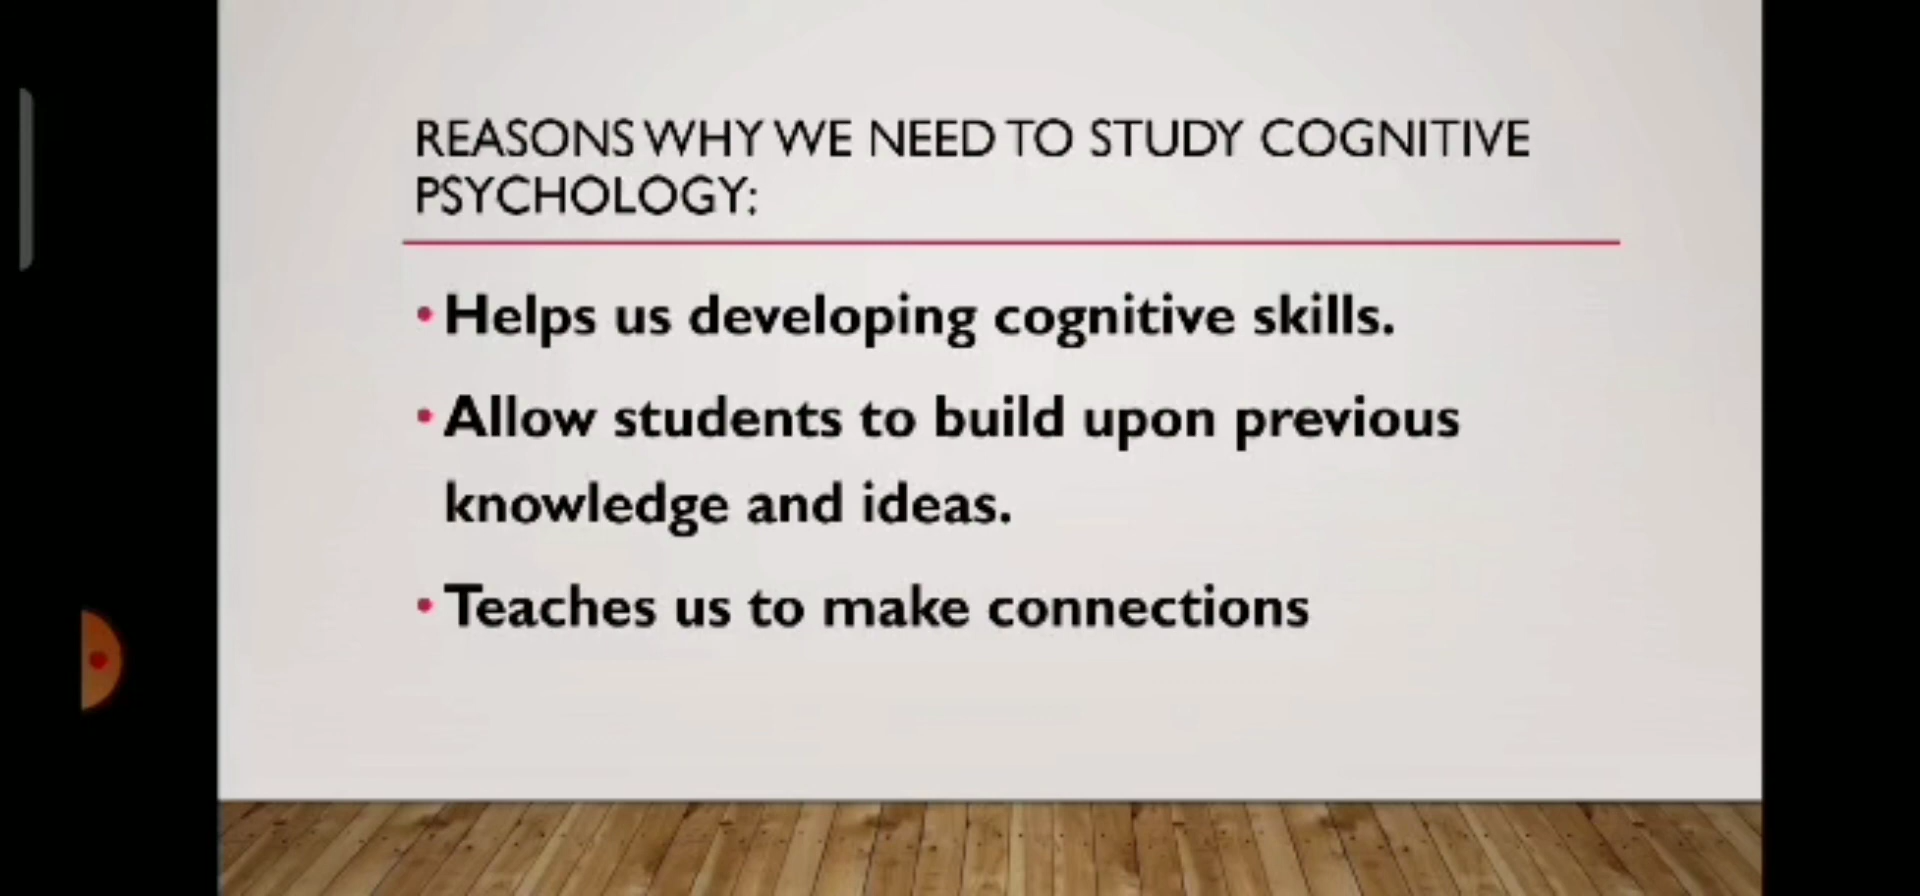 REASONS WHY WE NEED TO STUDY COGNITIVE
PSYCHOLOGY:
• Helps us developing cognitive skills.
• Allow students to build upon previous
knowledge and ideas.
• Teaches us to make connections